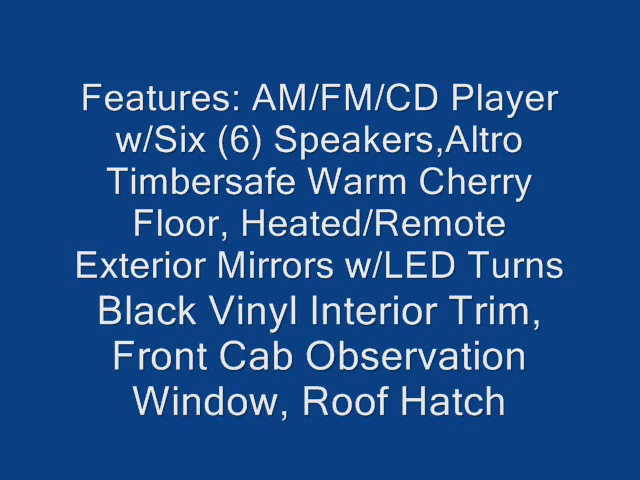 Features: AM/FM/CD Player
w/Six (6) Speakers,Altro
Timbersafe Warm Cherry
Floor, Heated/Remote
Exterior Mirrors w/LED Turns
Black Vinyl Interior Trim,
Front Cab Observation
Window, Roof Hatch